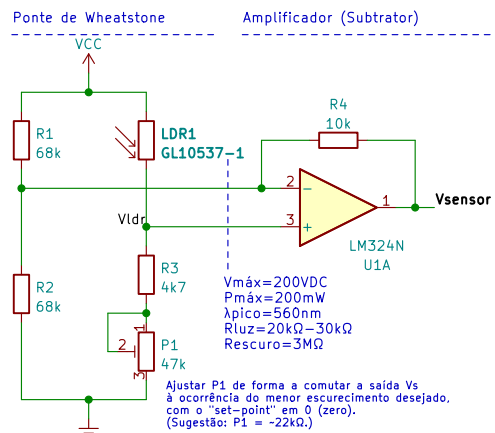 Ponte de Wheatstone
Amplificador (Subtrator)
VCC
R1
68k
LDR1
GL10537-1
R4
10k
2
1
Vsensor
3
LM324N
U1A
Vldr
R2
68k
R3
4k7
Vmáx=200VDC
Pmáx=200mW
λpico=560nm
Rluz=20kΩ-30kΩ
Rescuro=3MΩ
1
2
P1
47k
3
Ajustar P1 de forma a comutar a saída Vs
à ocorrência do menor escurecimento desejado,
com o "set-point" em 0 (zero).
(Sugestão: P1 = ~22kΩ.)